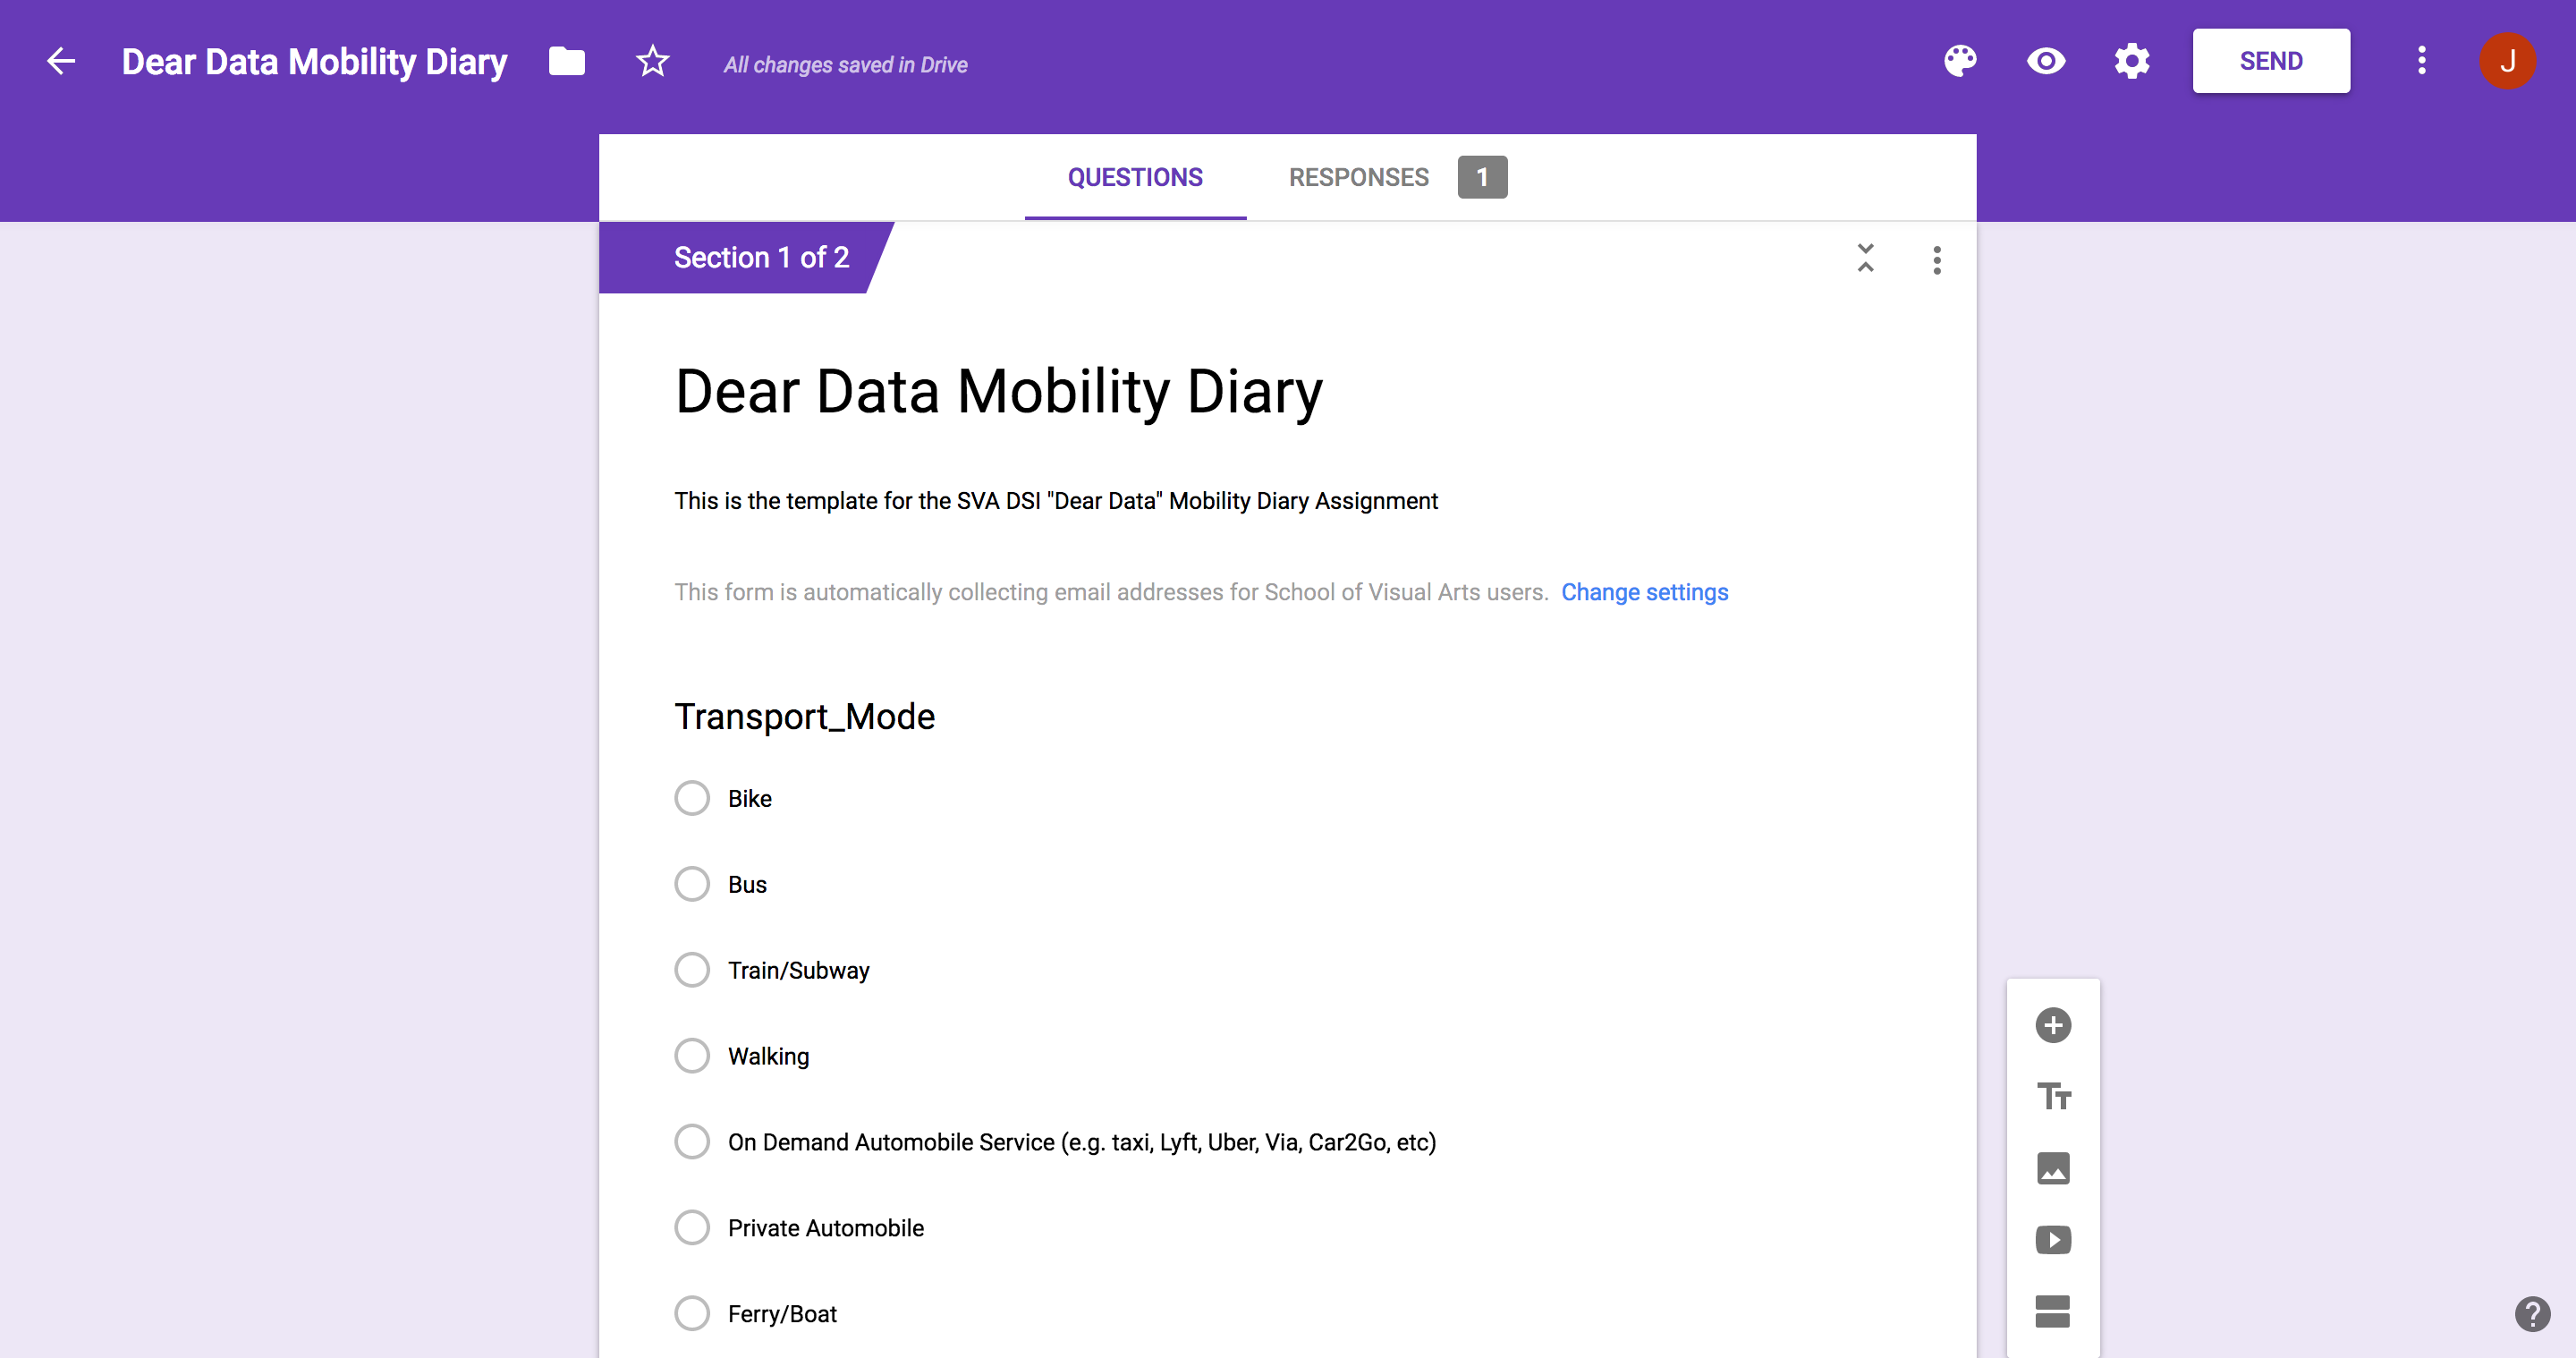 Dear Data Mobility Diary
All changes saved in Drive
SEND
J
QUESTIONS
RESPONSES 1
Section 1 of 2
Dear Data Mobility Diary
This is the template for the SVA DSI "Dear Data" Mobility Diary Assignment
This form is automatically collecting email addresses for School of Visual Arts users. Change settings
Transport_Mode
Bike
Bus
Train/Subway
Walking
On Demand Automobile Service (e.g. taxi, Lyft, Uber, Via, Car2Go, etc)
Private Automobile
Ferry/Boat